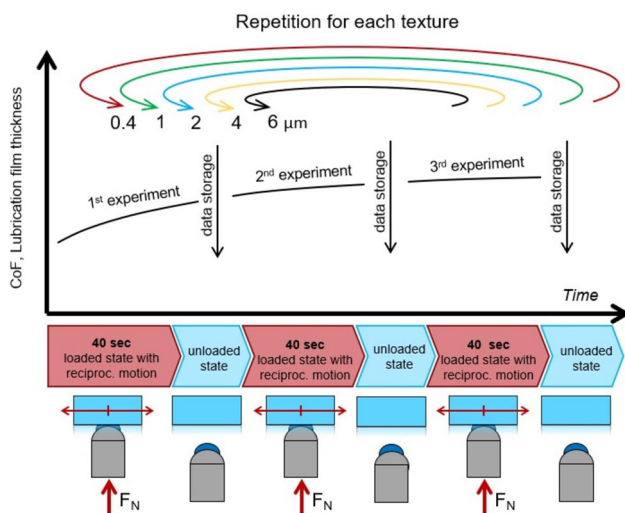 Repetition for each texture
0.4 1 2 4 6 µm
CoF, Lubrication film thickness
1st experiment
data storage
2nd experiment
data storage
3rd experiment
data storage
Time
40 sec
loaded state with
reciproc. motion
unloaded
state
40 sec
loaded state with
reciproc. motion
unloaded
state
40 sec
loaded state with
reciproc. motion
unloaded
state
FN
FN
FN